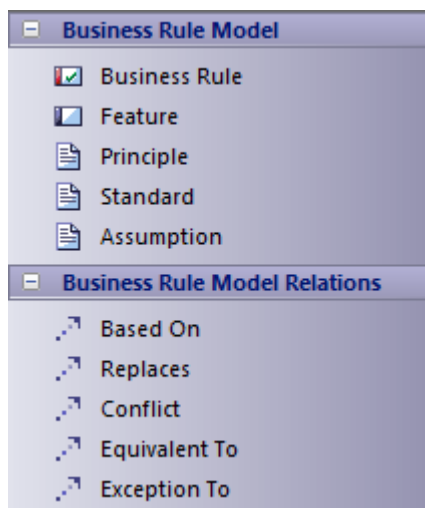 Business Rule Model
Business Rule
Feature
Principle
Standard
Assumption
Business Rule Model Relations
Based On
Replaces
Conflict
Equivalent To
Exception To